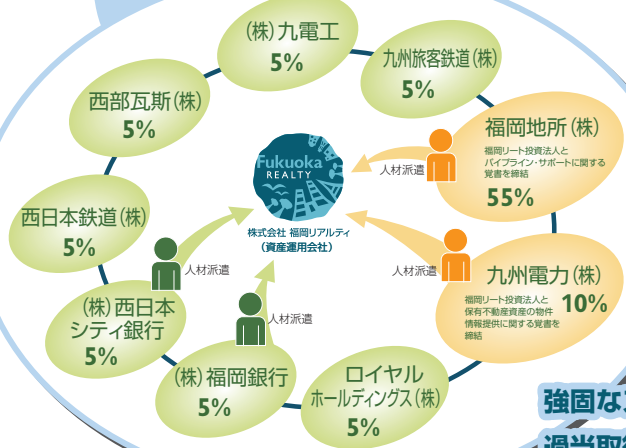 (株)九電工
5%
九州旅客鉄道(株)
5%
西部瓦斯(株)
5%
福岡地所(株)
福岡リート投資法人と
パイプライン・サポートに関する
覚書を締結
55%
人材派遣
Fukuoka
REALTY
株式会社 福岡リアルティ
(資産運用会社)
西日本鉄道(株)
5%
人材派遣
人材派遣
九州電力(株)
福岡リート投資法人と
保有不動産資産の物件
情報提供に関する覚書を
締結
10%
(株)西日本
シティ銀行
5%
人材派遣
(株)福岡銀行
5%
ロイヤル
ホールディングス(株)
5%
強固な